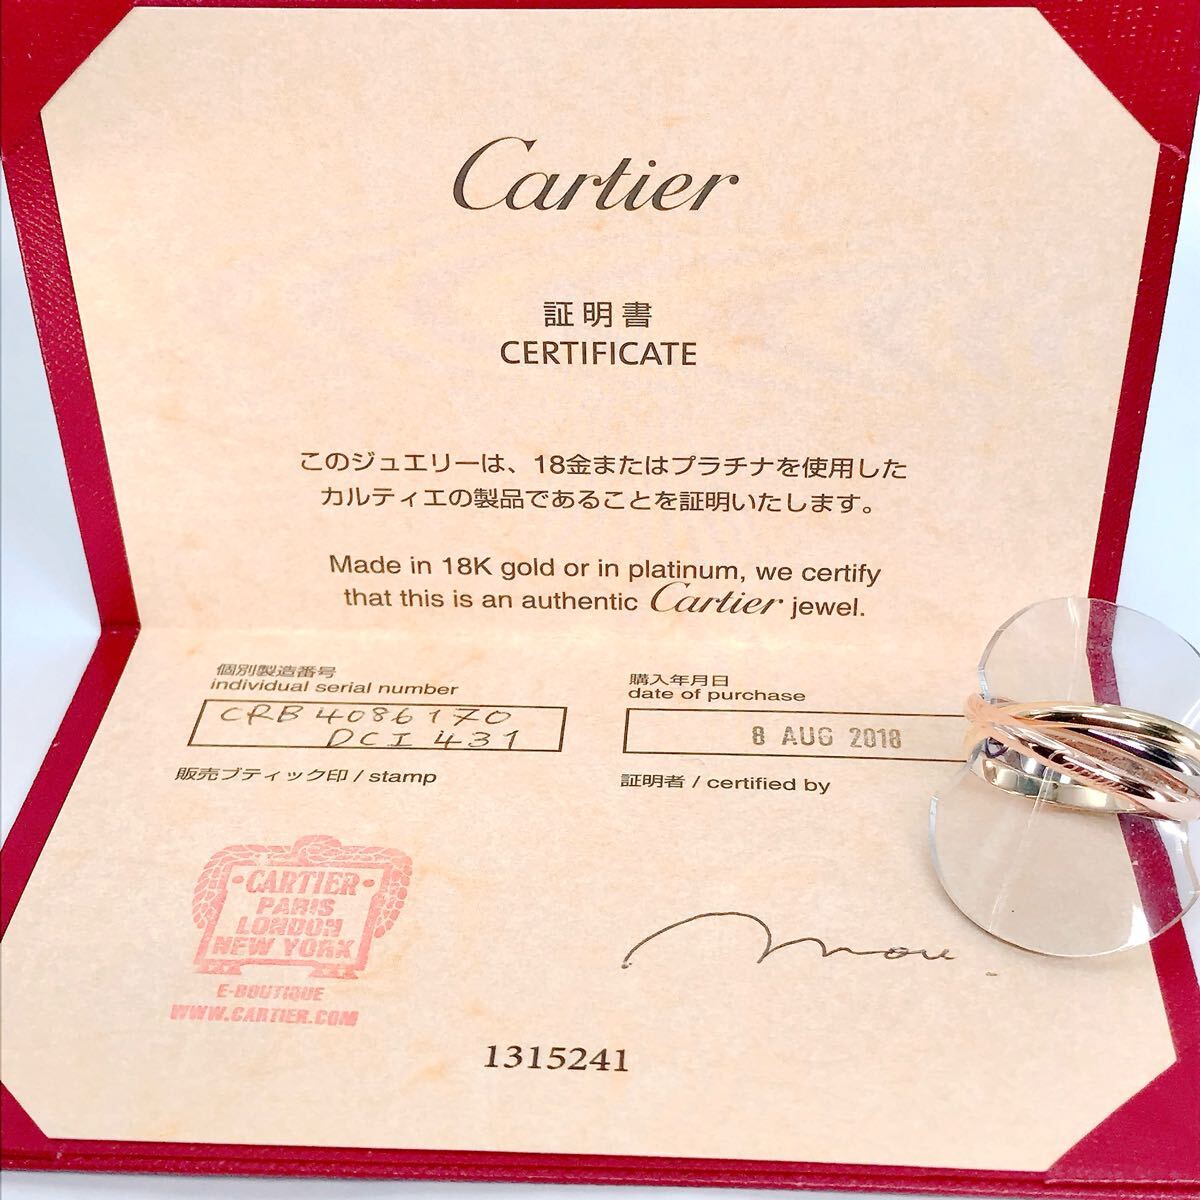 Cartier
証明書
CERTIFICATE
このジュエリーは、18金またはプラチナを使用した
カルティエの製品であることを証明いたします。
Made in 18K gold or in platinum, we certify
that this is an authentic Cartier jewel.
個別製造番号
individual serial number
CRB4086170
DCI 431
購入年月日
date of purchase
8 AUG 2018
販売ブティック印 / stamp
証明者 / certified by
CARTIER
PARIS
LONDON
NEW YORK
E-BOUTIQUE
WWW.CARTIER.COM
1315241